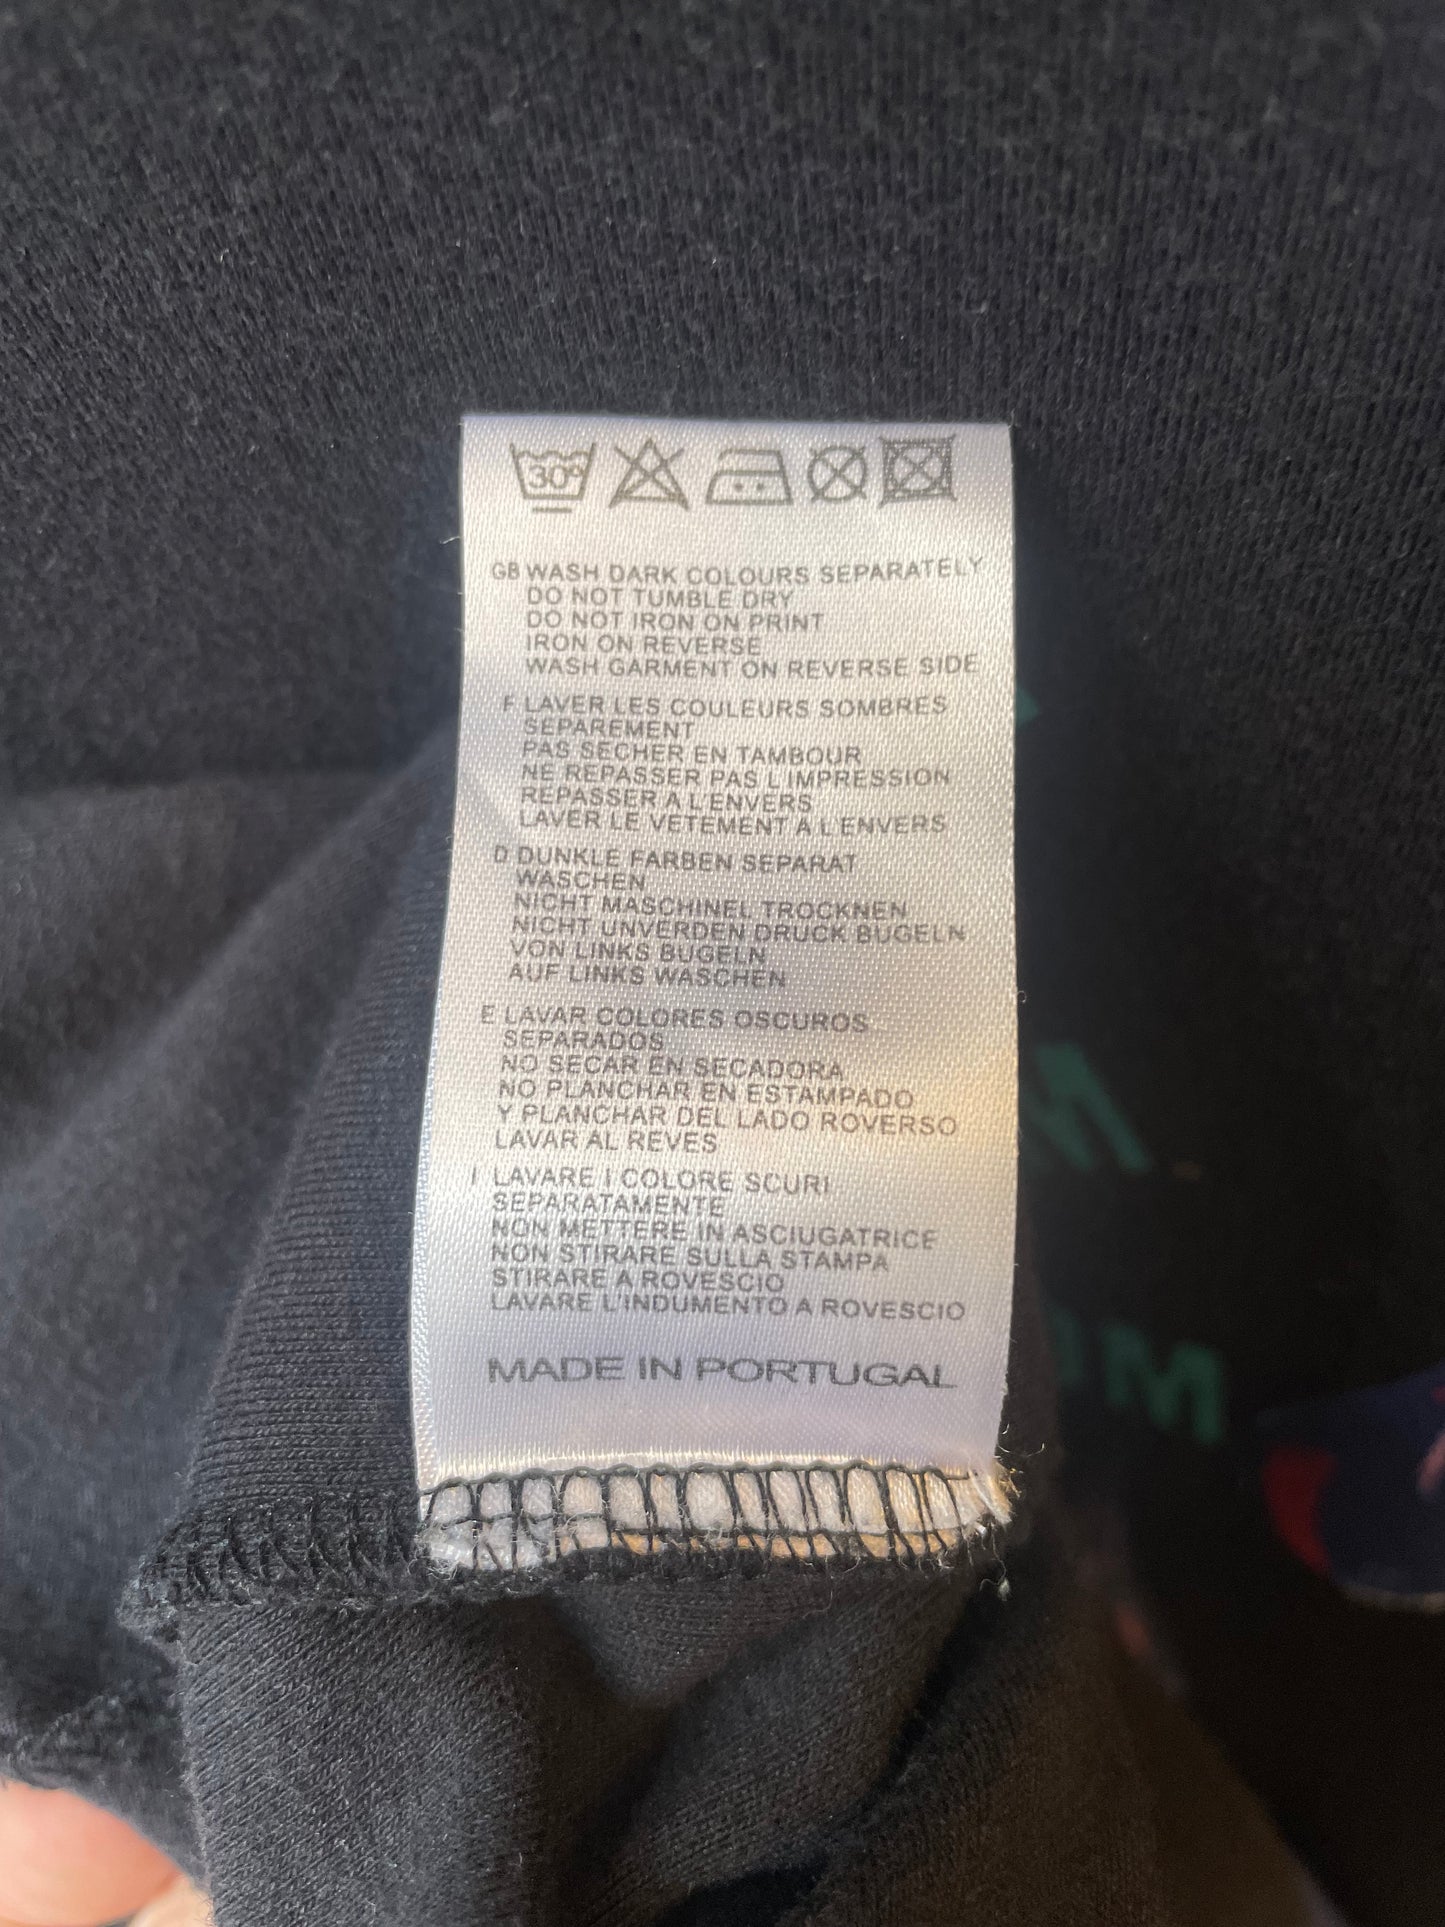 30°
GB WASH DARK COLOURS SEPARATELY
DO NOT TUMBLE DRY
DO NOT IRON ON PRINT
IRON ON REVERSE
WASH GARMENT ON REVERSE SIDE
F LAVER LES COULEURS SOMBRES
SEPAREMENT
PAS SECHER EN TAMBOUR
NE REPASSER PAS L IMPRESSION
REPASSER A L'ENVERS
LAVER LE VETEMENT A L ENVERS
D DUNKLE FARBEN SEPARAT
WASCHEN
NICHT MASCHINEL TROCKNEN
NICHT UNVERDEN DRUCK BUGELN
VON LINKS BUGELN
AUF LINKS WASCHEN
E LAVAR COLORES OSCUROS
SEPARADOS
NO SECAR EN SECADORA
NO PLANCHAR EN ESTAMPADO
Y PLANCHAR DEL LADO ROVERSO
LAVAR AL REVES
I LAVARE I COLORE SCURI
SEPARATAMENTE
NON METTERE IN ASCIUGATRICE
NON STIRARE SULLA STAMPA
STIRARE A ROVESCIO
LAVARE L'INDUMENTO A ROVESCIO
MADE IN PORTUGAL